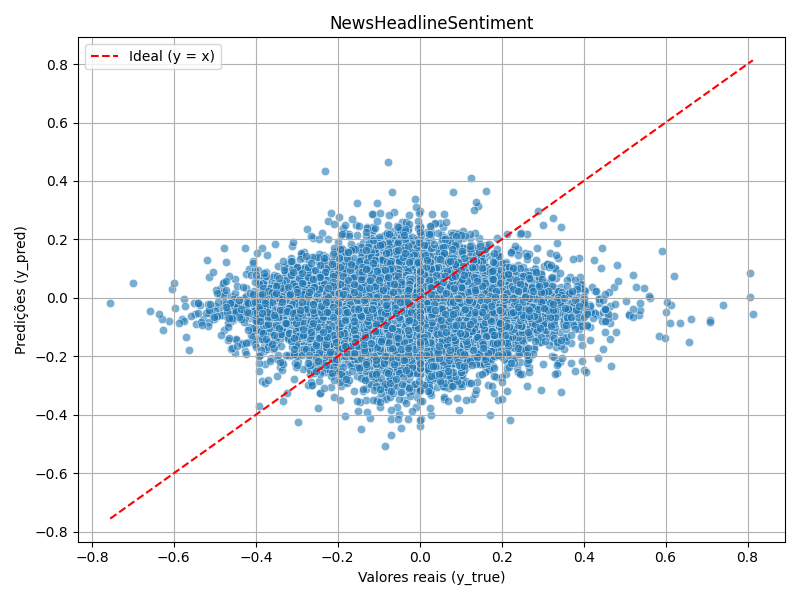 NewsHeadlineSentiment
Ideal (y = x)
Predições (y_pred)
0.8
0.6
0.4
0.2
0.0
−0.2
−0.4
−0.6
−0.8
−0.8 −0.6 −0.4 −0.2 0.0 0.2 0.4 0.6 0.8
Valores reais (y_true)